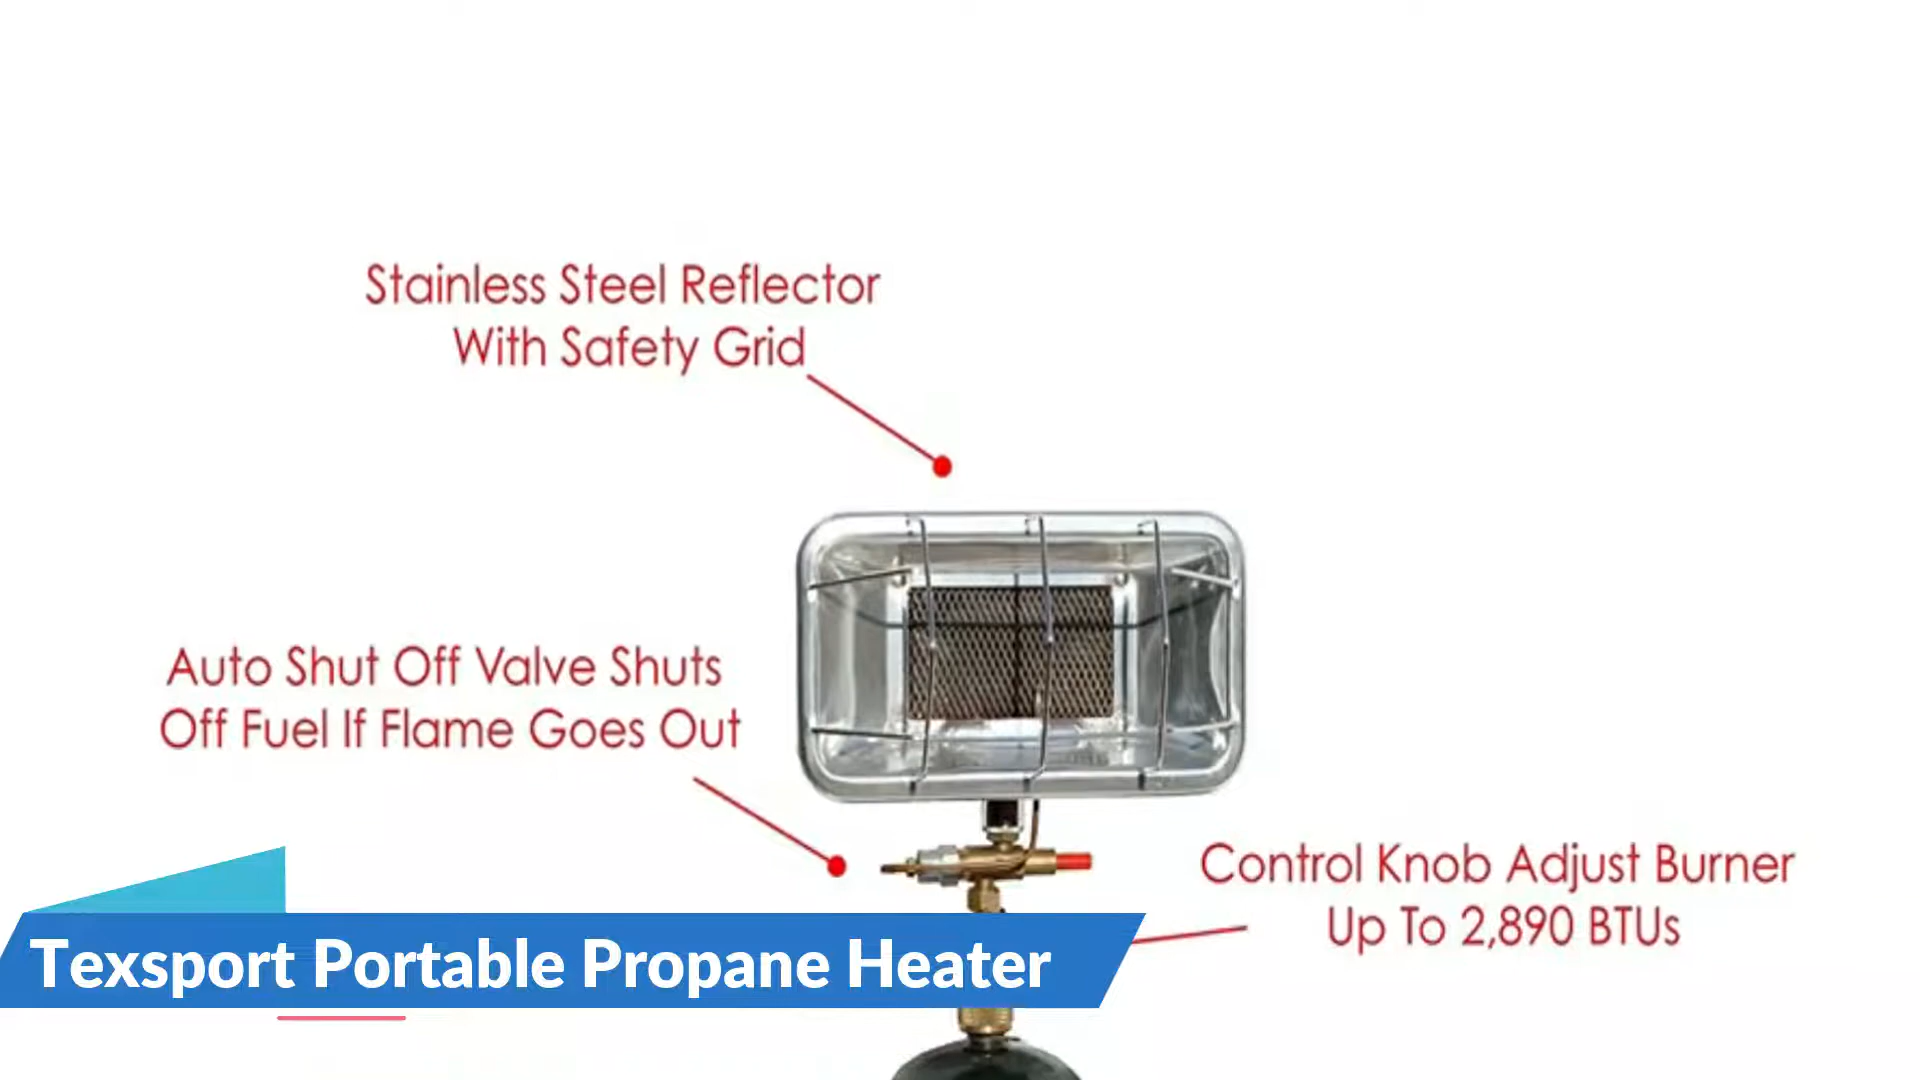 Stainless Steel Reflector
With Safety Grid
Auto Shut Off Valve Shuts
Off Fuel If Flame Goes Out
Control Knob Adjust Burner
Up To 2,890 BTUs
Texsport Portable Propane Heater